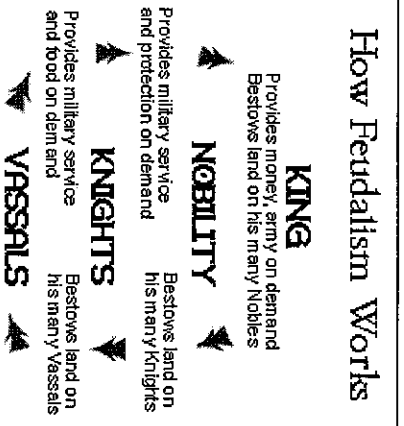 How Feudalism Works
KING
Provides money, army on demand
Bestows land on his many Nobles
NOBILITY
Provides military service
and protection on demand
Bestows land on
his many Knights
KNIGHTS
Provides military service
and food on demand
Bestows land on
his many Vassals
VASSALS